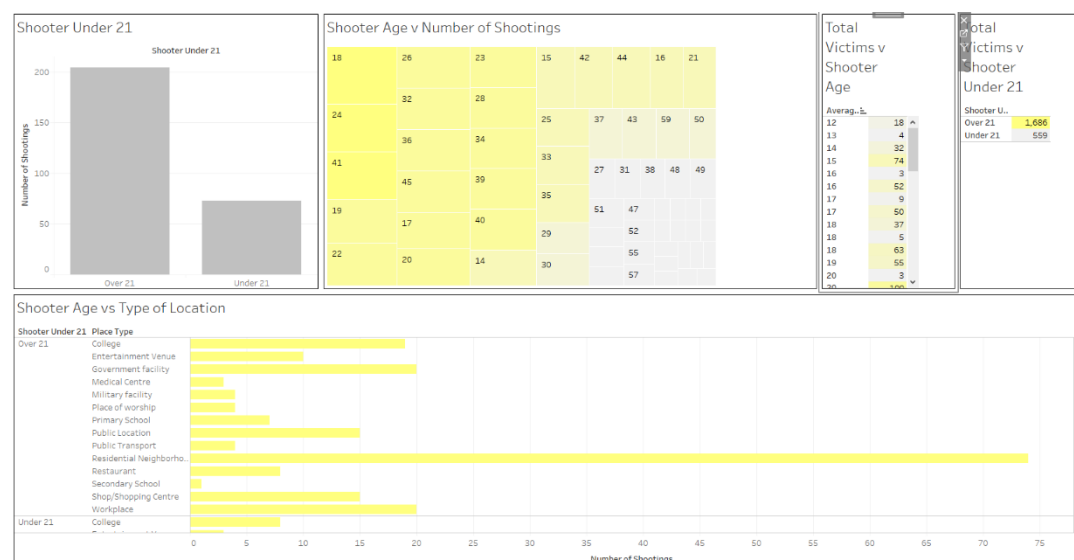 Shooter Under 21
Shooter Under 21
Number of Shootings
200
150
100
50
0
Over 21
Under 21
Shooter Age v Number of Shootings
18
26
23
15
42
44
16
21
24
32
28
25
37
43
59
50
41
36
34
33
27
31
38
48
49
19
45
39
35
51
47
22
17
40
29
52
20
14
30
55
57
Total
Victims v
Shooter
Age
Averag..
12 18
13 4
14 32
15 74
16 3
16 52
17 9
17 50
18 37
18 5
18 63
19 55
20 3
Total
Victims v
Shooter
Under 21
Shooter U..
Over 21 1,686
Under 21 559
Shooter Age vs Type of Location
Shooter Under 21 Place Type
Over 21 College
Entertainment Venue
Government facility
Medical Centre
Military facility
Place of worship
Primary School
Public Location
Public Transport
Residential Neighborho...
Restaurant
Secondary School
Shop/Shopping Centre
Workplace
Under 21 College
0 5 10 15 20 25 30 35 40 45 50 55 60 65 70 75
Number of Shootings